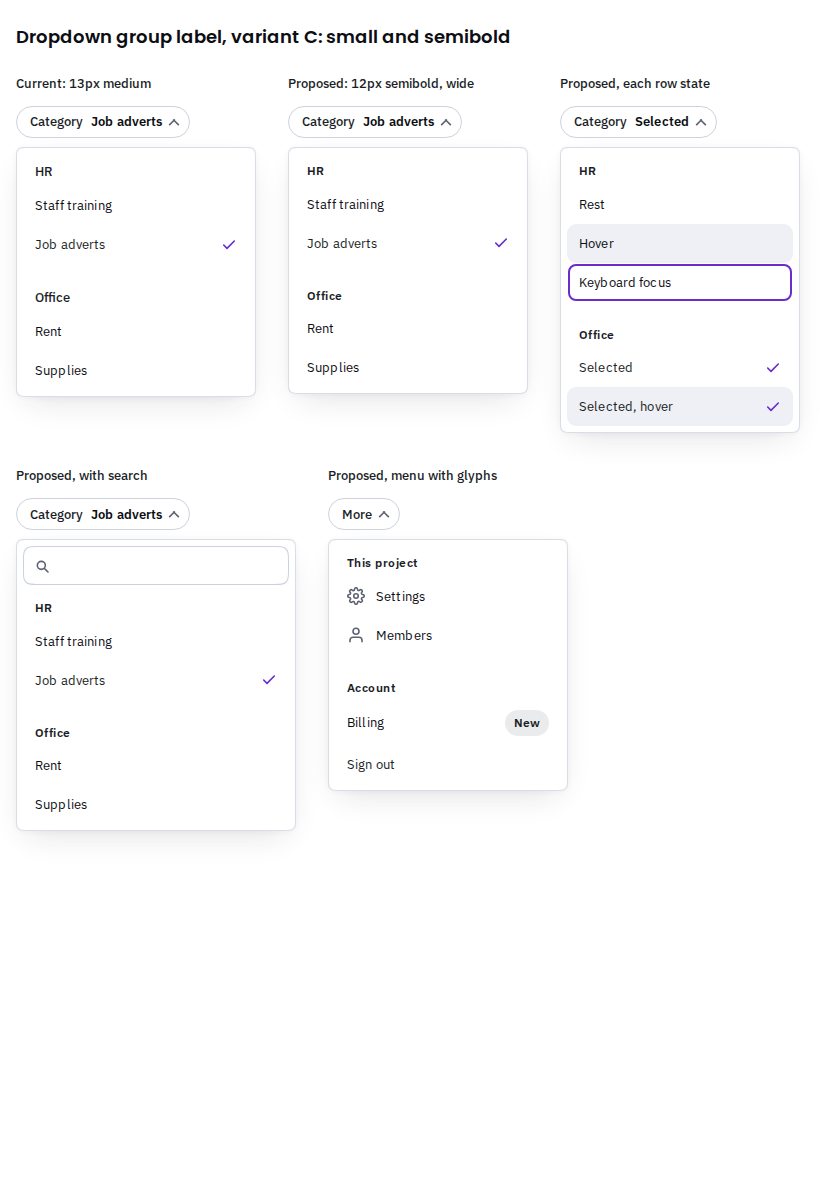 Dropdown group label, variant C: small and semibold
Current: 13px medium
Category Job adverts
HR
Staff training
Job adverts
Office
Rent
Supplies
Proposed: 12px semibold, wide
Category Job adverts
HR
Staff training
Job adverts
Office
Rent
Supplies
Proposed, each row state
Category Selected
HR
Rest
Hover
Keyboard focus
Office
Selected
Selected, hover
Proposed, with search
Category Job adverts
HR
Staff training
Job adverts
Office
Rent
Supplies
Proposed, menu with glyphs
More
This project
Settings
Members
Account
Billing New
Sign out